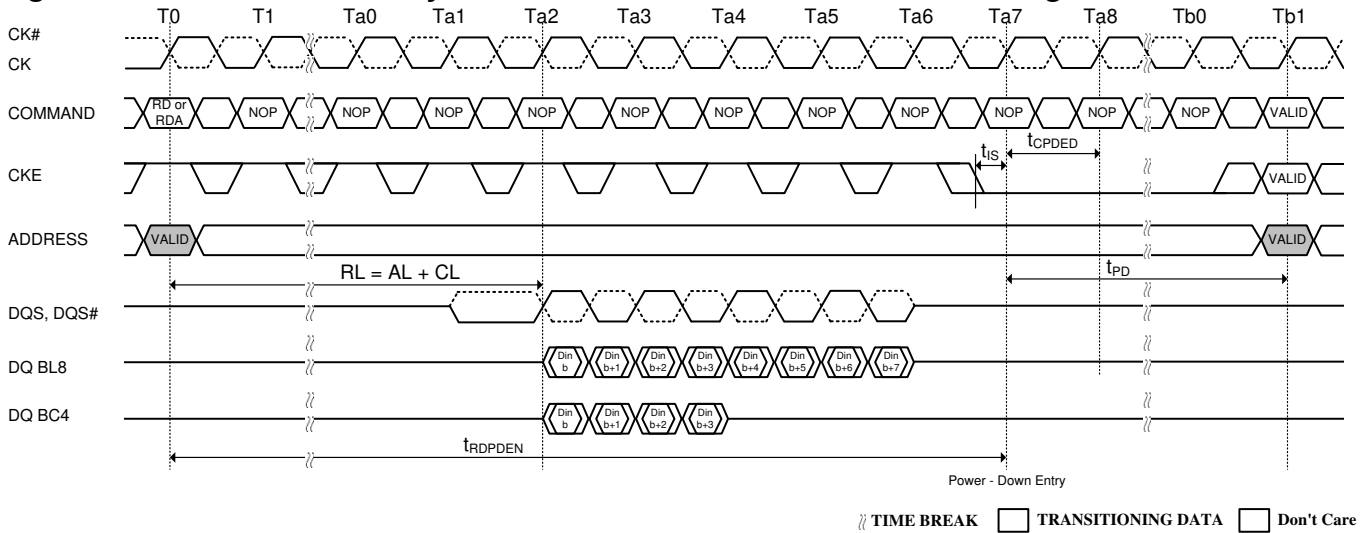 T0 T1 Ta0 Ta1 Ta2 Ta3 Ta4 Ta5 Ta6 Ta7 Ta8 Tb0 Tb1
CK#
CK
COMMAND
RD or RDA NOP NOP NOP NOP NOP NOP NOP NOP NOP NOP NOP VALID
tIS tCPDED
CKE
VALID
ADDRESS
VALID VALID
RL = AL + CL
tPD
DQS, DQS#
DQ BL8
Din b Din b+1 Din b+2 Din b+3 Din b+4 Din b+5 Din b+6 Din b+7
DQ BC4
Din b Din b+1 Din b+2 Din b+3
tRDPDEN
Power - Down Entry
TIME BREAK TRANSITIONING DATA Don't Care